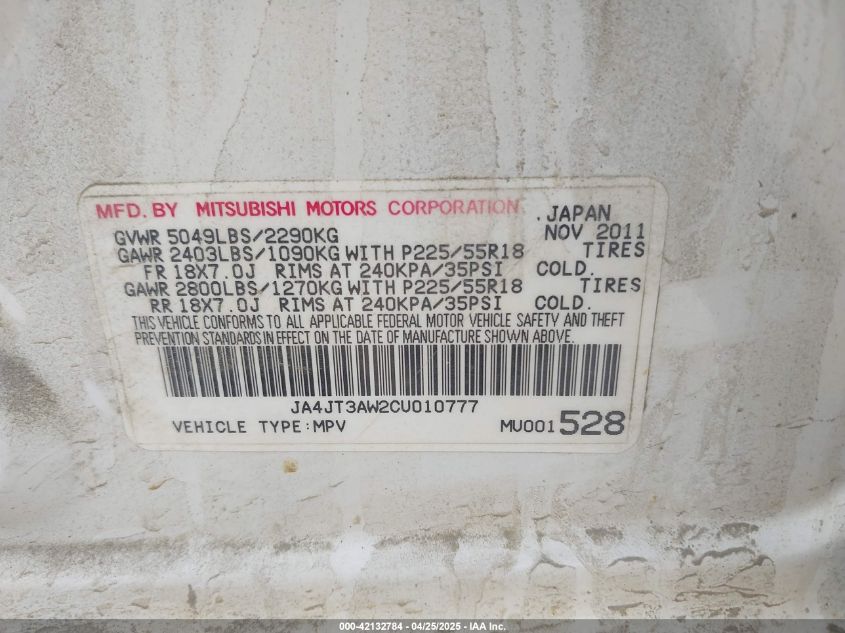 MFD. BY MITSUBISHI MOTORS CORPORATION . JAPAN
GVWR 5049LBS/2290KG NOV 2011
GAWR 2403LBS/1090KG WITH P225/55R18 TIRES
FR 18X7.0J RIMS AT 240KPA/35PSI COLD.
GAWR 2800LBS/1270KG WITH P225/55R18 TIRES
RR 18X7.0J RIMS AT 240KPA/35PSI COLD.
THIS VEHICLE CONFORMS TO ALL APPLICABLE FEDERAL MOTOR VEHICLE SAFETY AND THEFT
PREVENTION STANDARDS IN EFFECT ON THE DATE OF MANUFACTURE SHOWN ABOVE.
JA4JT3AW2CU010777
VEHICLE TYPE:MPV MU001 528
000-42132784 - 04/25/2025 - IAA Inc.